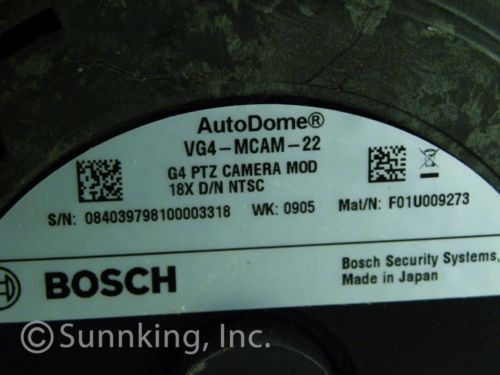 AutoDome®
VG4-MCAM-22
G4 PTZ CAMERA MOD
18X D/N NTSC
S/N: 084039798100003318 WK: 0905 Mat/N: F01U009273
BOSCH
Bosch Security Systems,
Made in Japan
© Sunnking, Inc.